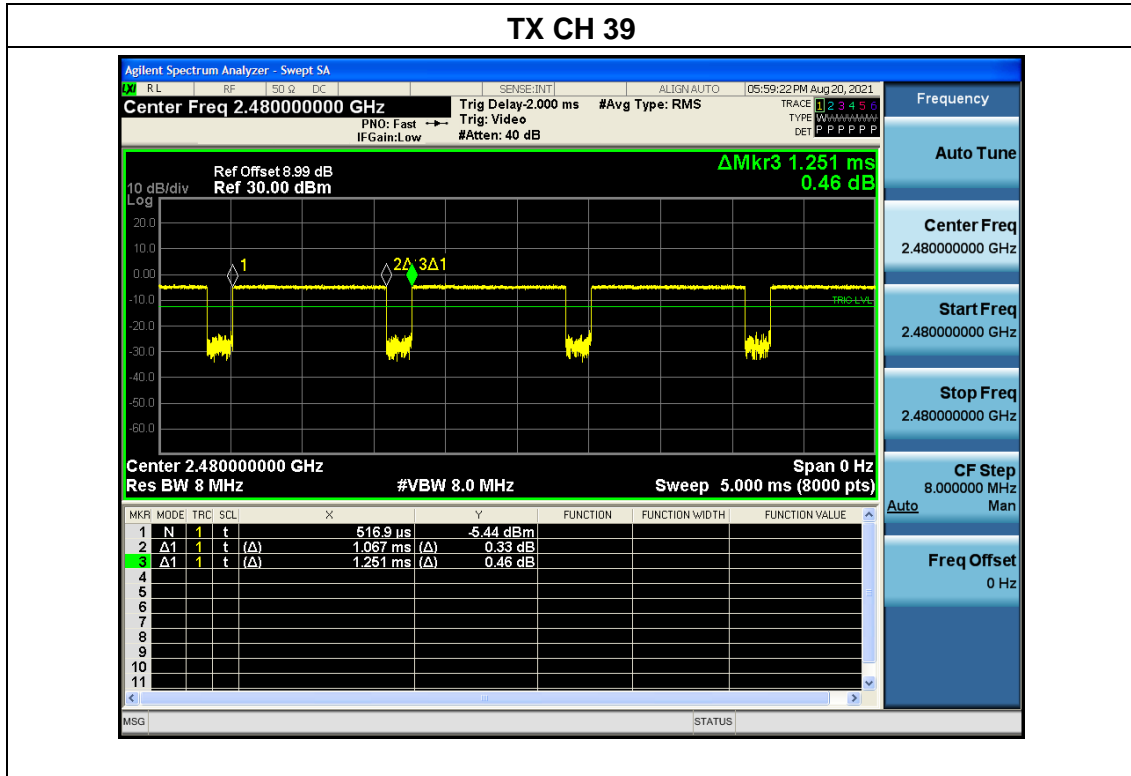 TX CH 39
Agilent Spectrum Analyzer - Swept SA
LXI RL RF 50 Ω DC SENSE:INT ALIGN AUTO 05:59:22 PM Aug 20, 2021
Center Freq 2.480000000 GHz
PNO: Fast
IFGain:Low
Trig Delay-2.000 ms
Trig: Video
#Atten: 40 dB
#Avg Type: RMS
TRACE 1 2 3 4 5 6
TYPE
DET P P P P P P
ΔMkr3 1.251 ms
0.46 dB
Ref Offset 8.99 dB
10 dB/div Ref 30.00 dBm
Log
20.0
10.0
0.00
-10.0
-20.0
-30.0
-40.0
-50.0
-60.0
1
3Δ1
TRIG LVL
Center 2.480000000 GHz Span 0 Hz
Res BW 8 MHz #VBW 8.0 MHz Sweep 5.000 ms (8000 pts)
MKR MODE TRC SCL X Y FUNCTION FUNCTION WIDTH FUNCTION VALUE
1 N 1 t 516.9 µs -5.44 dBm
2 Δ1 1 t (Δ) 1.067 ms (Δ) 0.33 dB
3 Δ1 1 t (Δ) 1.251 ms (Δ) 0.46 dB
4
5
6
7
8
9
10
11
MSG STATUS
Frequency
Auto Tune
Center Freq
2.480000000 GHz
Start Freq
2.480000000 GHz
Stop Freq
2.480000000 GHz
CF Step
8.000000 MHz
Auto Man
Freq Offset
0 Hz